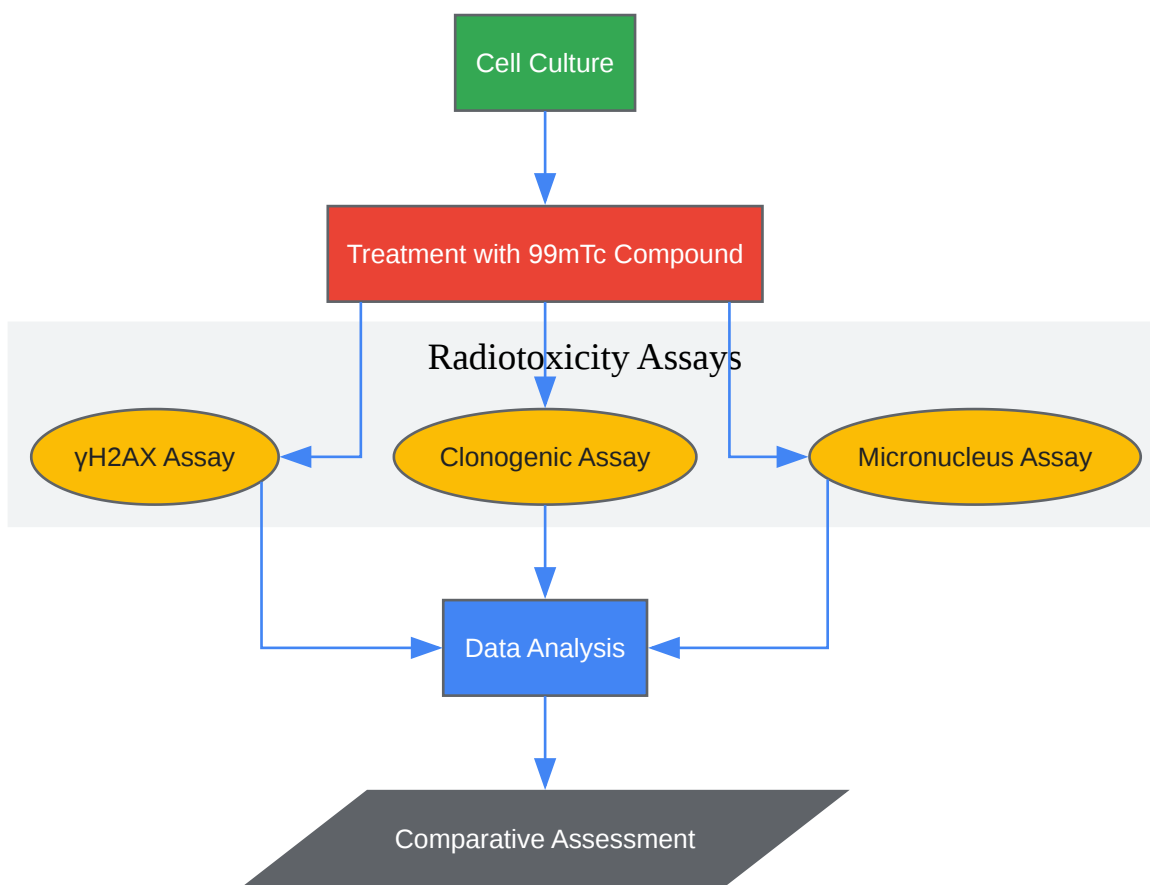 Cell Culture
Treatment with 99mTc Compound
Radiotoxicity Assays
γH2AX Assay
Clonogenic Assay
Micronucleus Assay
Data Analysis
Comparative Assessment